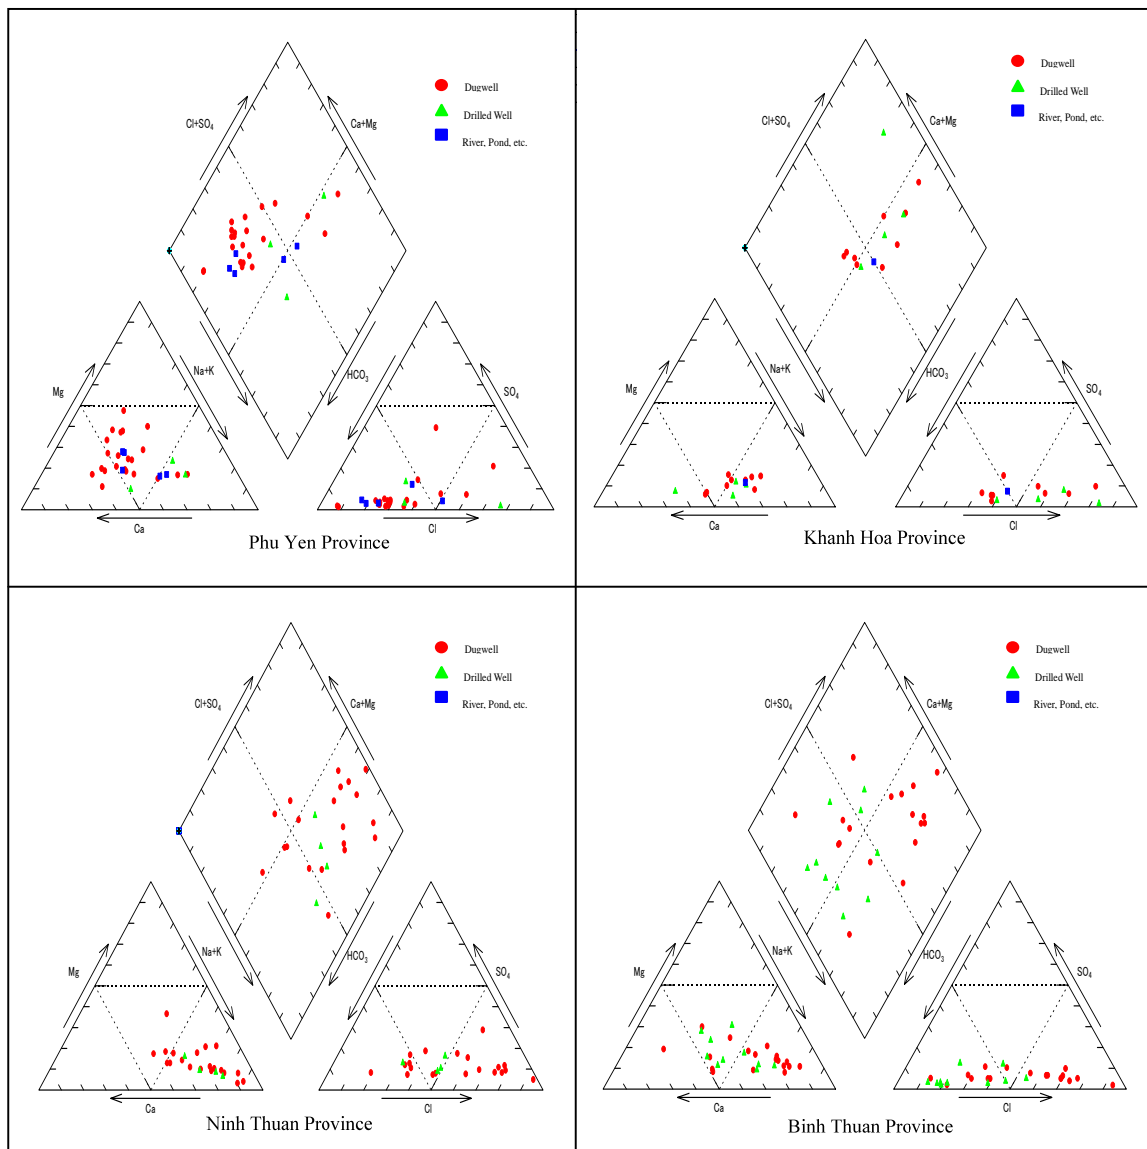 Dugwell
Drilled Well
River, Pond, etc.
Cl+SO4
Ca+Mg
Mg
Na+K
HCO3
SO4
Ca
Cl
Phu Yen Province
Dugwell
Drilled Well
River, Pond, etc.
Cl+SO4
Ca+Mg
Mg
Na+K
HCO3
SO4
Ca
Cl
Khanh Hoa Province
Dugwell
Drilled Well
River, Pond, etc.
Cl+SO4
Ca+Mg
Mg
Na+K
HCO3
SO4
Ca
Cl
Ninh Thuan Province
Dugwell
Drilled Well
River, Pond, etc.
Cl+SO4
Ca+Mg
Mg
Na+K
HCO3
SO4
Ca
Cl
Binh Thuan Province